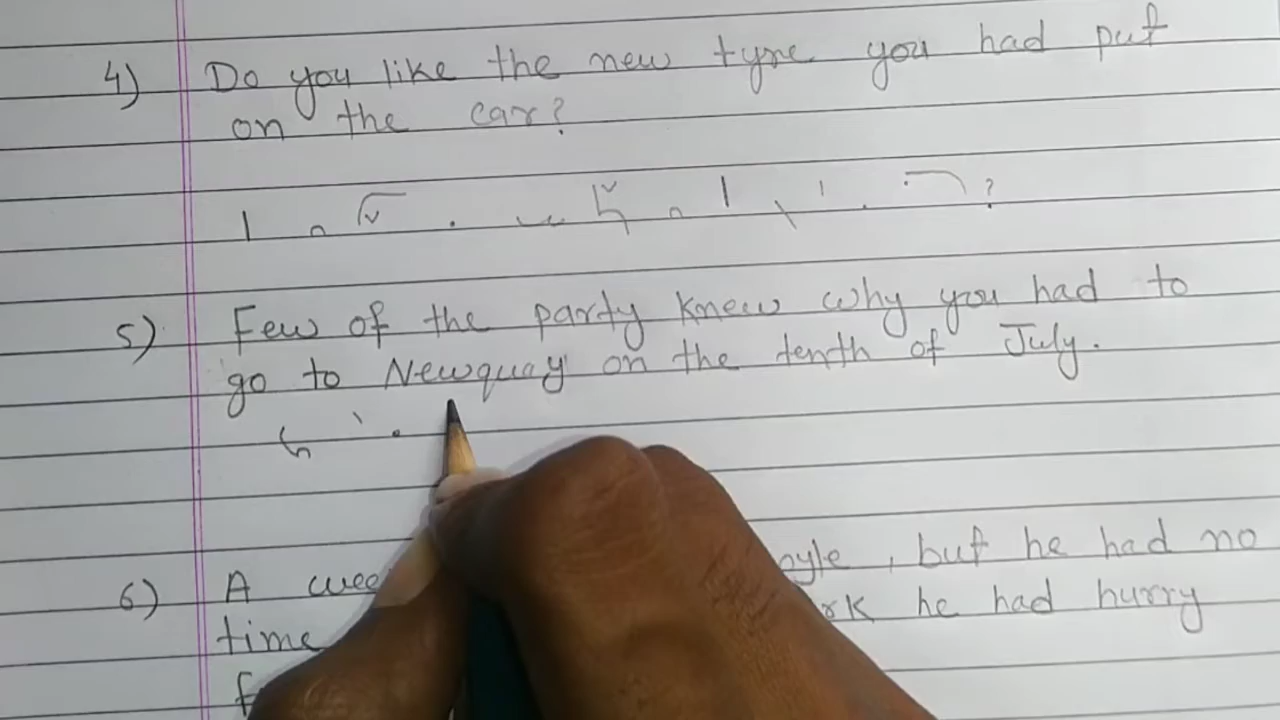 4) Do you like the new tyre you had put
on the car?
?
5) Few of the party knew why you had to
go to Newquay on the tenth of July.
6) A , but he had no
time he had hurry